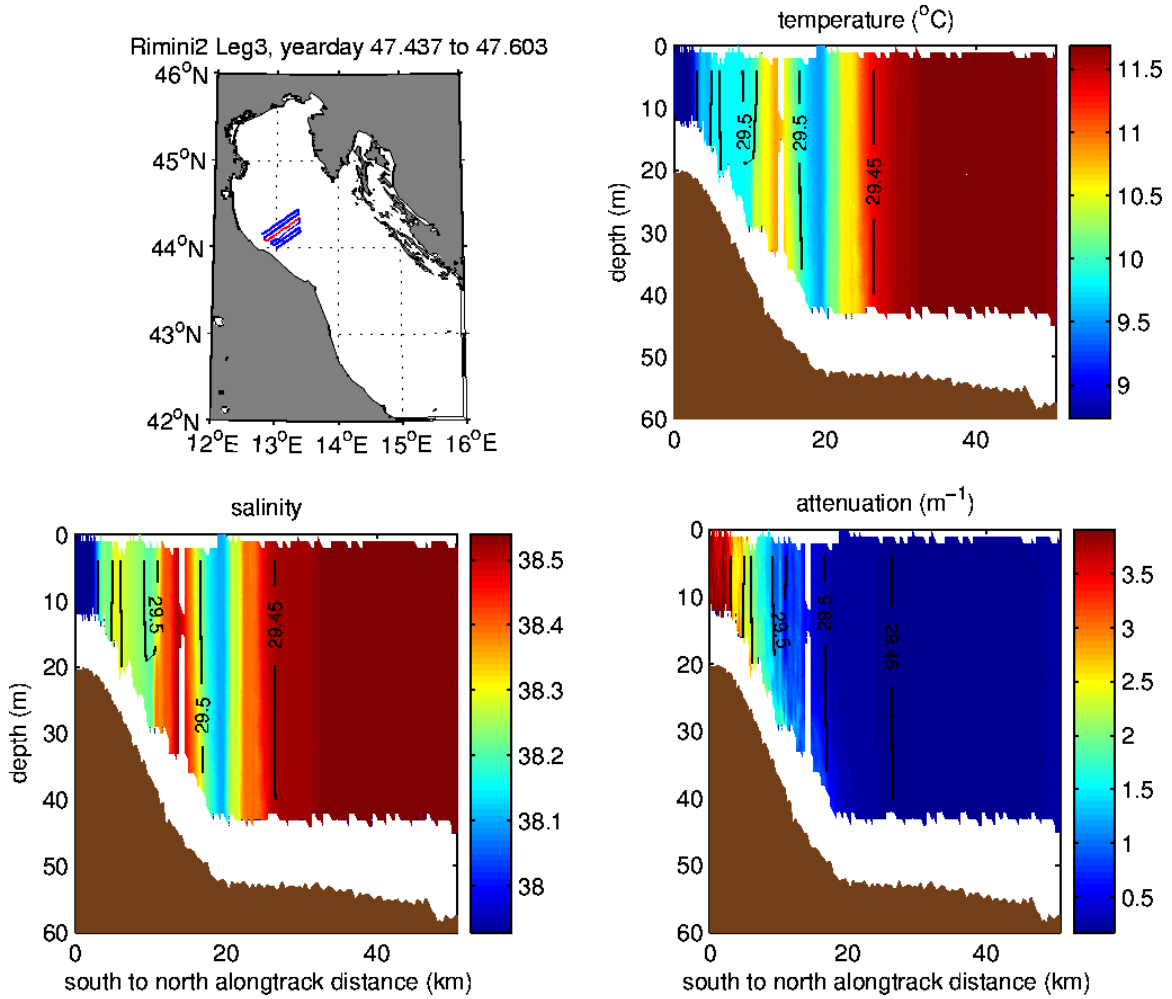 Rimini2 Leg3, yearday 47.437 to 47.603
46°N
45°N
44°N
43°N
42°N
12°E 13°E 14°E 15°E 16°E
temperature (°C)
0
10
20
30
40
50
60
depth (m)
0 20 40
29.5
29.5
29.45
11.5
11
10.5
10
9.5
9
salinity
0
10
20
30
40
50
60
depth (m)
0 20 40
south to north alongtrack distance (km)
29.5
29.5
29.45
38.5
38.4
38.3
38.2
38.1
38
attenuation (m⁻¹)
0
10
20
30
40
50
60
0 20 40
south to north alongtrack distance (km)
29.5
29.5
29.45
3.5
3
2.5
2
1.5
1
0.5